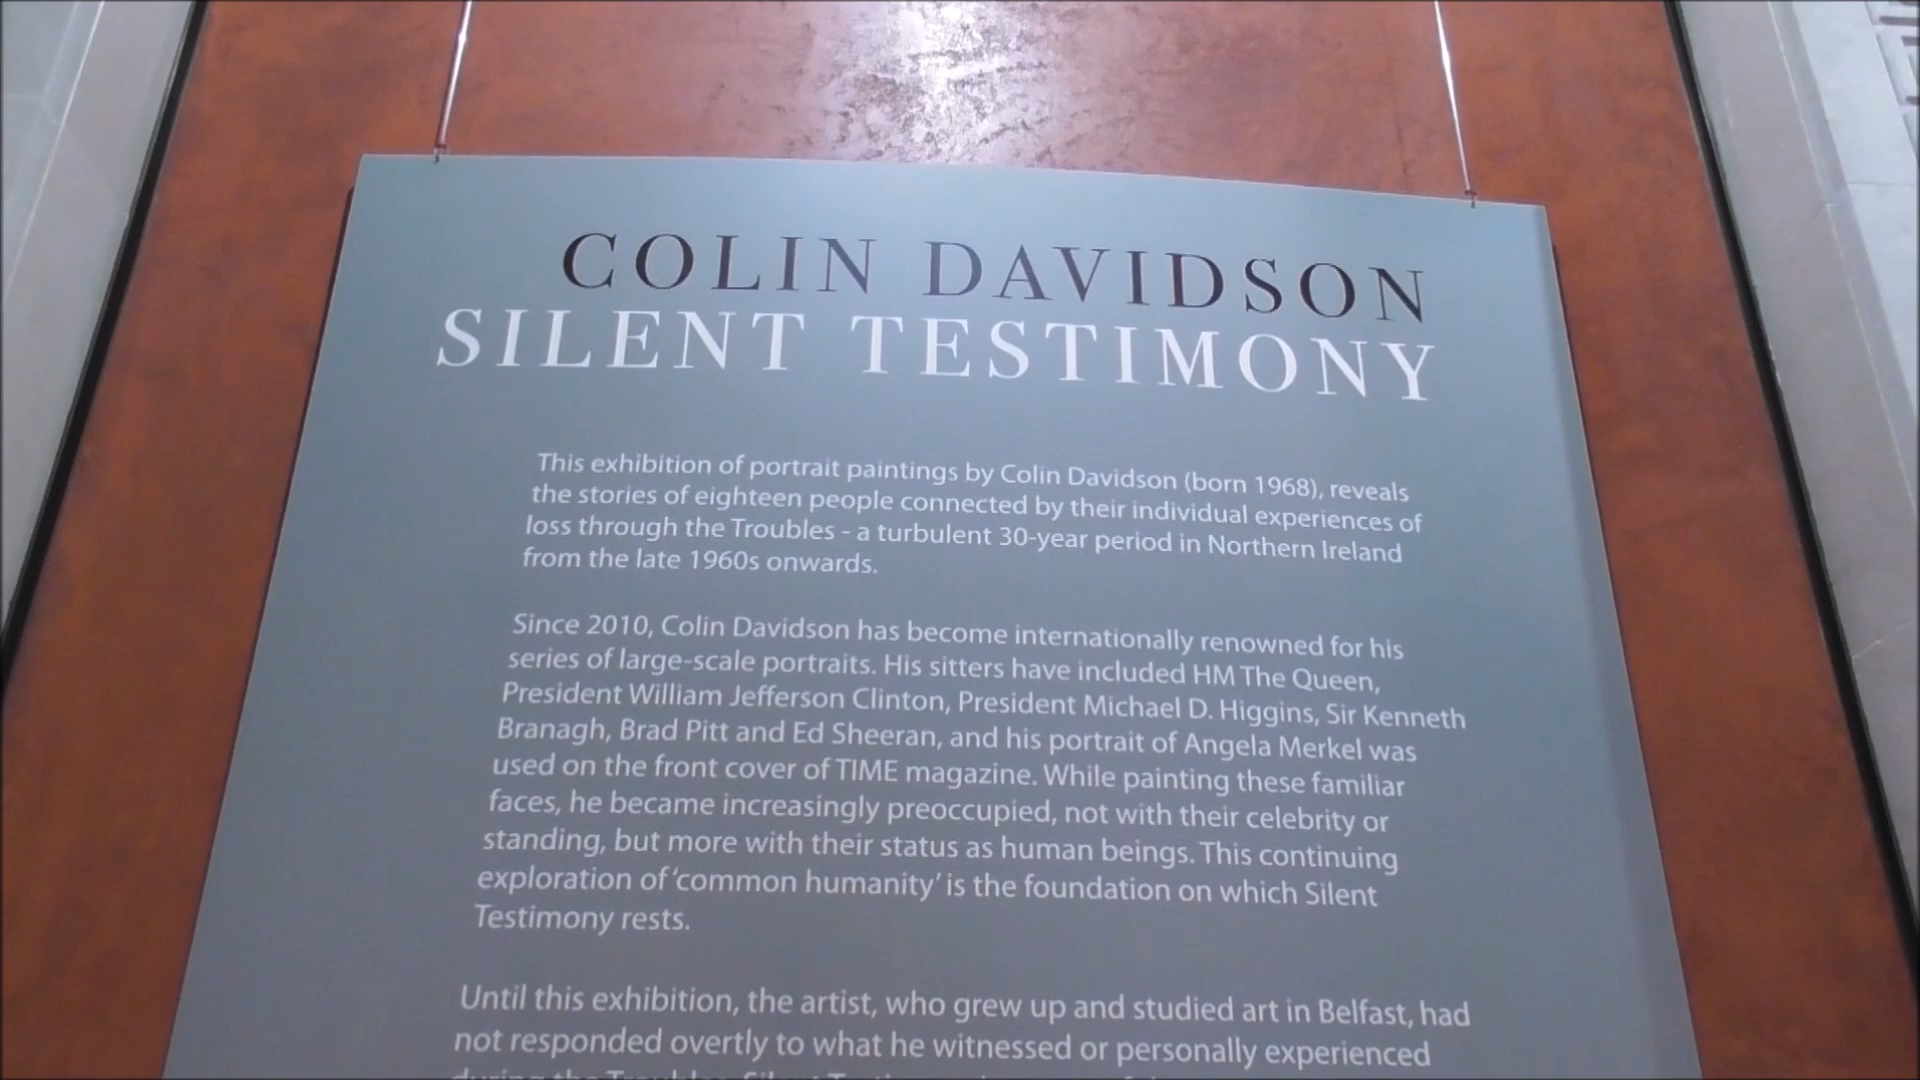 COLIN DAVIDSON
SILENT TESTIMONY
This exhibition of portrait paintings by Colin Davidson (born 1968), reveals
the stories of eighteen people connected by their individual experiences of
loss through the Troubles - a turbulent 30-year period in Northern Ireland
from the late 1960s onwards.
Since 2010, Colin Davidson has become internationally renowned for his
series of large-scale portraits. His sitters have included HM The Queen,
President William Jefferson Clinton, President Michael D. Higgins, Sir Kenneth
Branagh, Brad Pitt and Ed Sheeran, and his portrait of Angela Merkel was
used on the front cover of TIME magazine. While painting these familiar
faces, he became increasingly preoccupied, not with their celebrity or
standing, but more with their status as human beings. This continuing
exploration of ‘common humanity’ is the foundation on which Silent
Testimony rests.
Until this exhibition, the artist, who grew up and studied art in Belfast, had
not responded overtly to what he witnessed or personally experienced
during the Troubles.